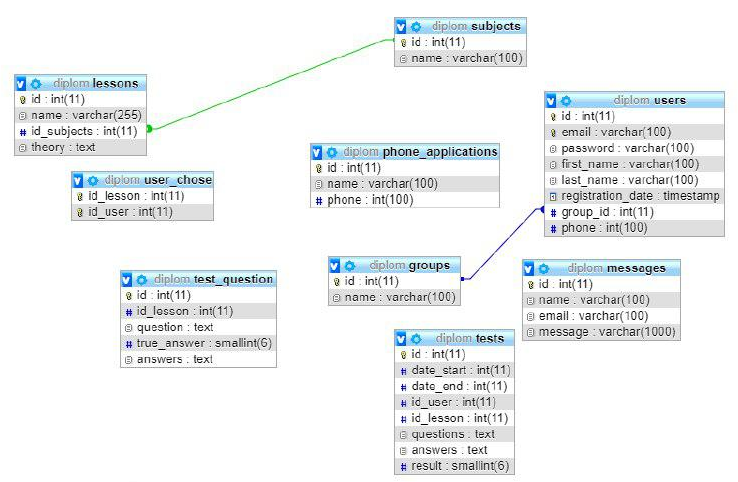 diplom subjects
id : int(11)
name : varchar(100)
diplom lessons
id : int(11)
name : varchar(255)
id_subjects : int(11)
theory : text
diplom users
id : int(11)
email : varchar(100)
password : varchar(100)
first_name : varchar(100)
last_name : varchar(100)
registration_date : timestamp
group_id : int(11)
phone : int(100)
diplom phone_applications
id : int(11)
name : varchar(100)
phone : int(100)
diplom user_chose
id_lesson : int(11)
id_user : int(11)
diplom groups
id : int(11)
name : varchar(100)
diplom messages
id : int(11)
name : varchar(100)
email : varchar(100)
message : varchar(1000)
diplom test_question
id : int(11)
id_lesson : int(11)
question : text
true_answer : smallint(6)
answers : text
diplom tests
id : int(11)
date_start : int(11)
date_end : int(11)
id_user : int(11)
id_lesson : int(11)
questions : text
answers : text
result : smallint(6)